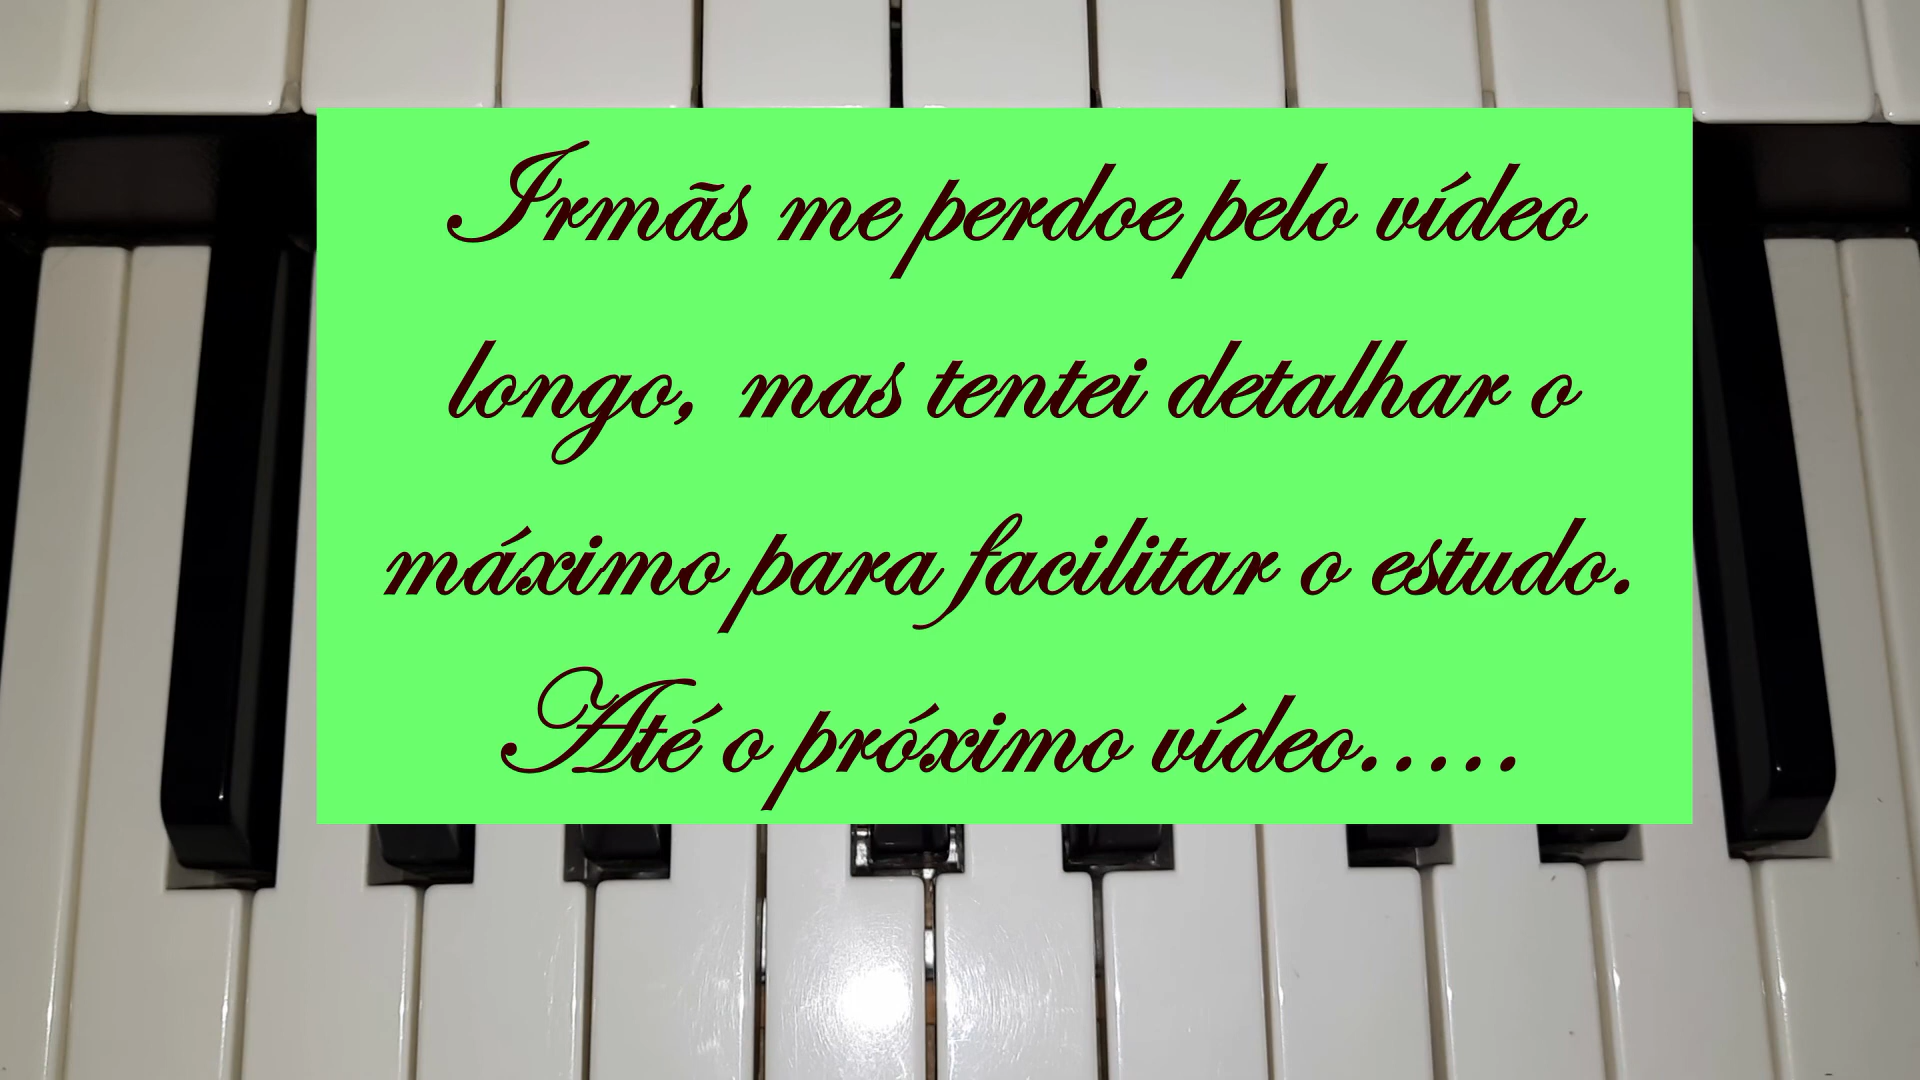 Irmãs me perdoe pelo vídeo
longo, mas tentei detalhar o
máximo para facilitar o estudo.
Até o próximo vídeo.....